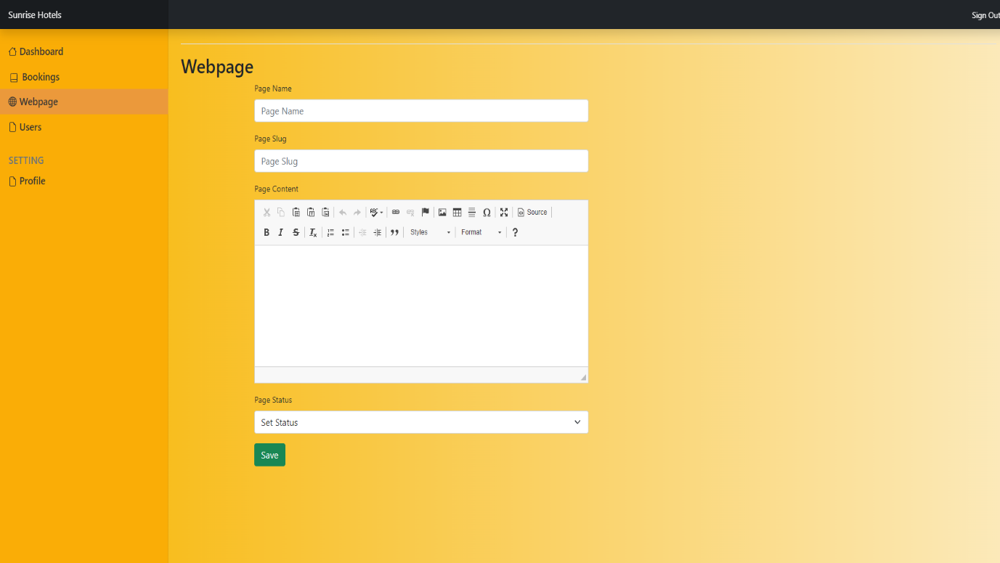 Sunrise Hotels
Sign Out
Dashboard
Bookings
Webpage
Users
SETTING
Profile
Webpage
Page Name
Page Name
Page Slug
Page Slug
Page Content
Source
B I S Styles Format ?
Page Status
Set Status
Save